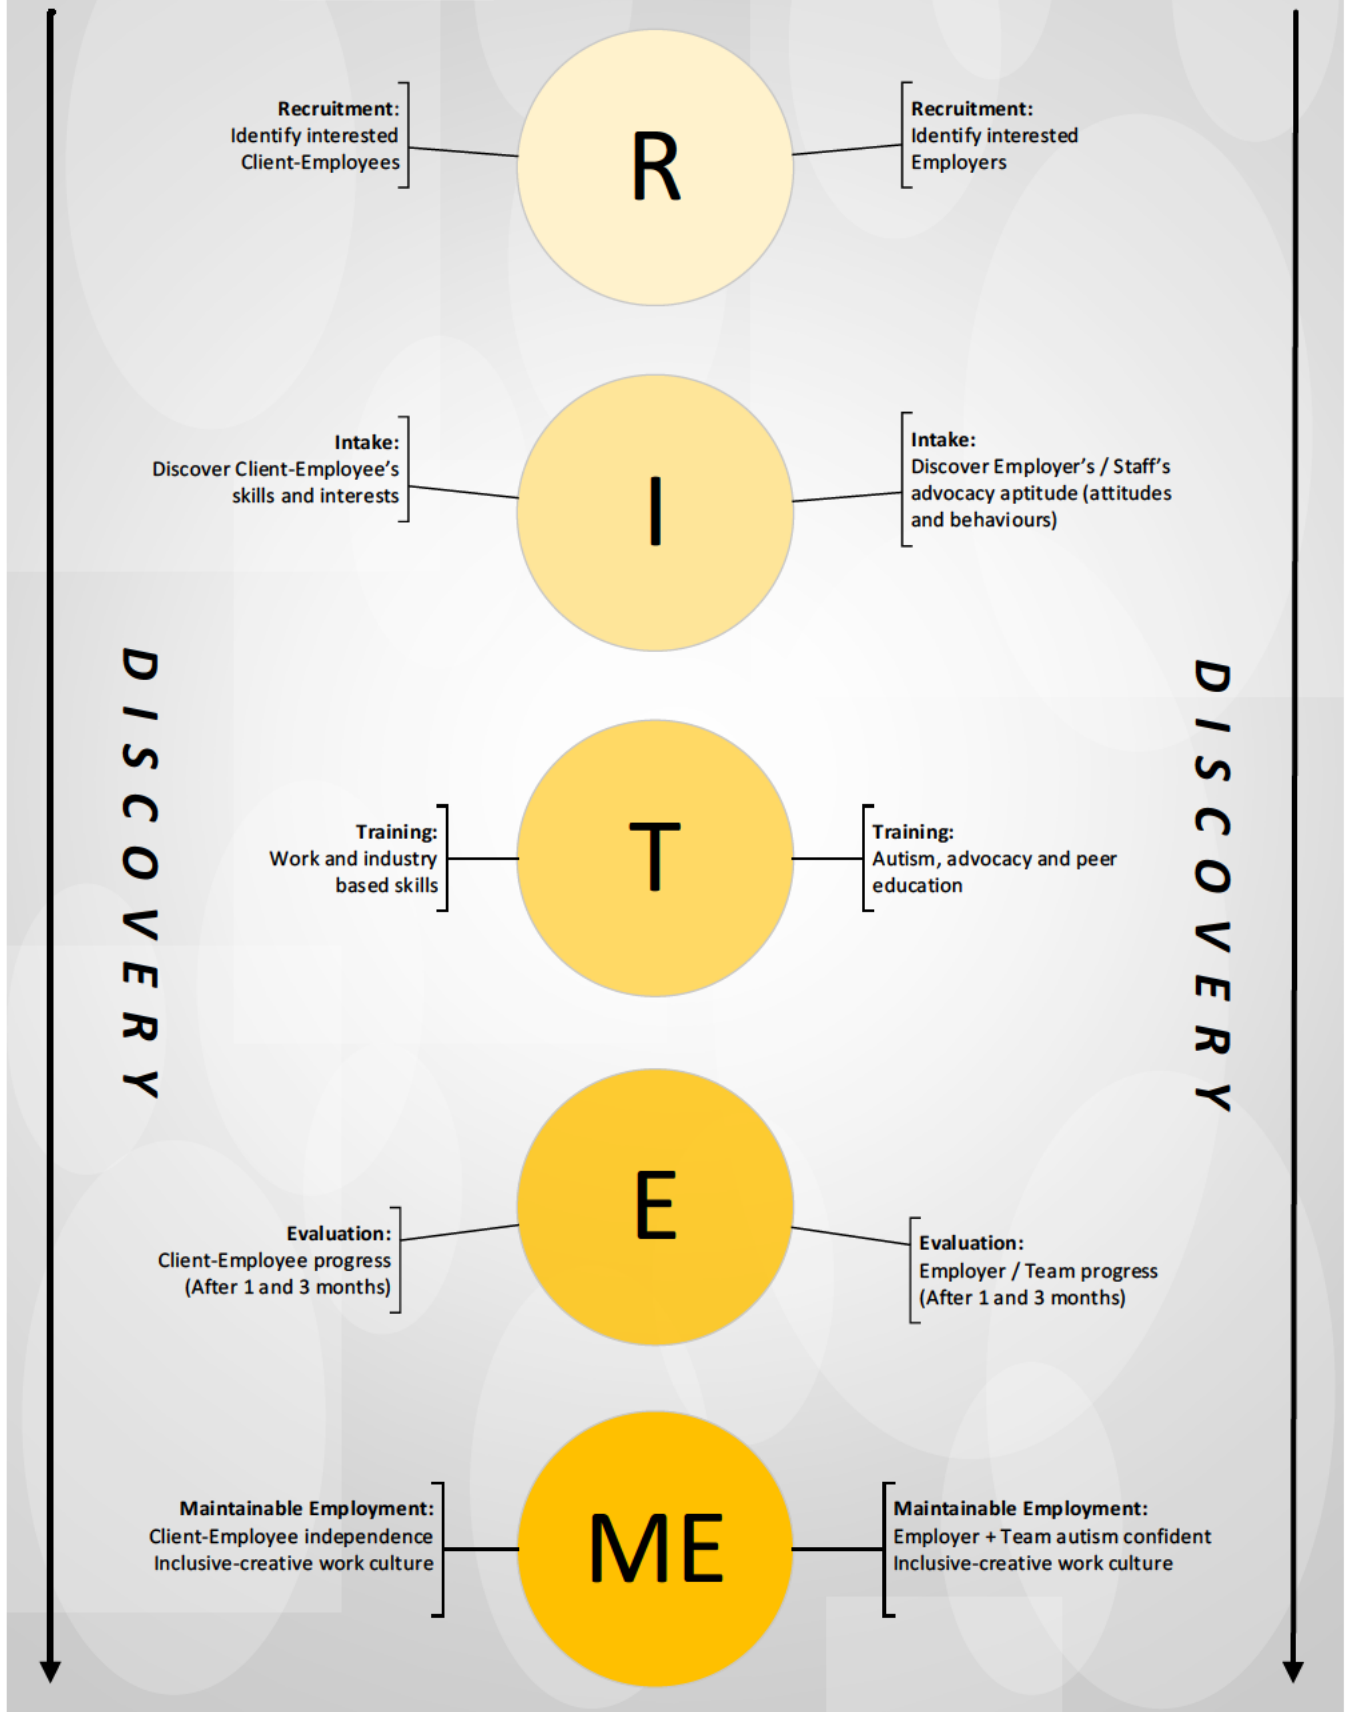 R
Recruitment:
Identify interested
Client-Employees
Recruitment:
Identify interested
Employers
I
Intake:
Discover Client-Employee's
skills and interests
Intake:
Discover Employer's / Staff's
advocacy aptitude (attitudes
and behaviours)
DISCOVERY
DISCOVERY
T
Training:
Work and industry
based skills
Training:
Autism, advocacy and peer
education
E
Evaluation:
Client-Employee progress
(After 1 and 3 months)
Evaluation:
Employer / Team progress
(After 1 and 3 months)
ME
Maintainable Employment:
Client-Employee independence
Inclusive-creative work culture
Maintainable Employment:
Employer + Team autism confident
Inclusive-creative work culture